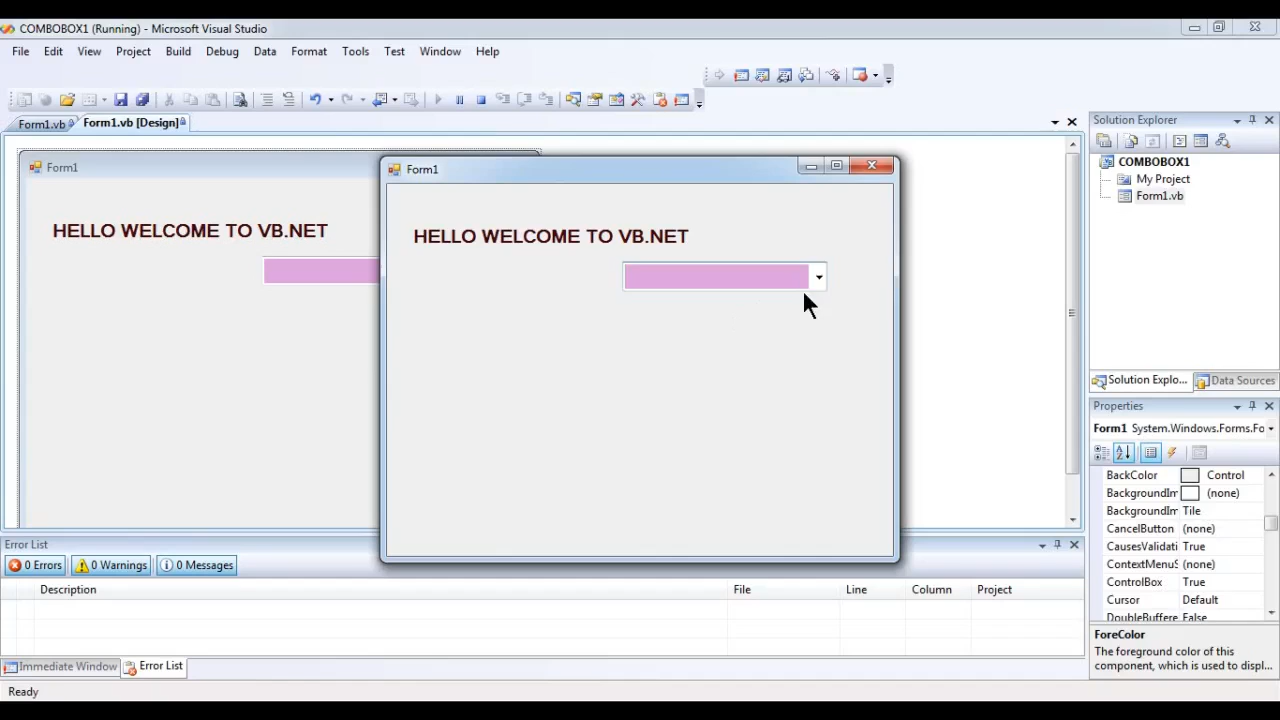 COMBOBOX1 (Running) - Microsoft Visual Studio
File Edit View Project Build Debug Data Format Tools Test Window Help
Form1.vb Form1.vb [Design]
Form1
HELLO WELCOME TO VB.NET
Form1
HELLO WELCOME TO VB.NET
Solution Explorer
COMBOBOX1
My Project
Form1.vb
Solution Explo... Data Sources
Properties
Form1 System.Windows.Forms.Fo
BackColor Control
BackgroundIm (none)
BackgroundIm Tile
CancelButton (none)
CausesValidati True
ContextMenuS (none)
ControlBox True
Cursor Default
DoubleBuffere False
ForeColor
The foreground color of this
component, which is used to displ...
Error List
0 Errors 0 Warnings 0 Messages
Description File Line Column Project
Immediate Window Error List
Ready